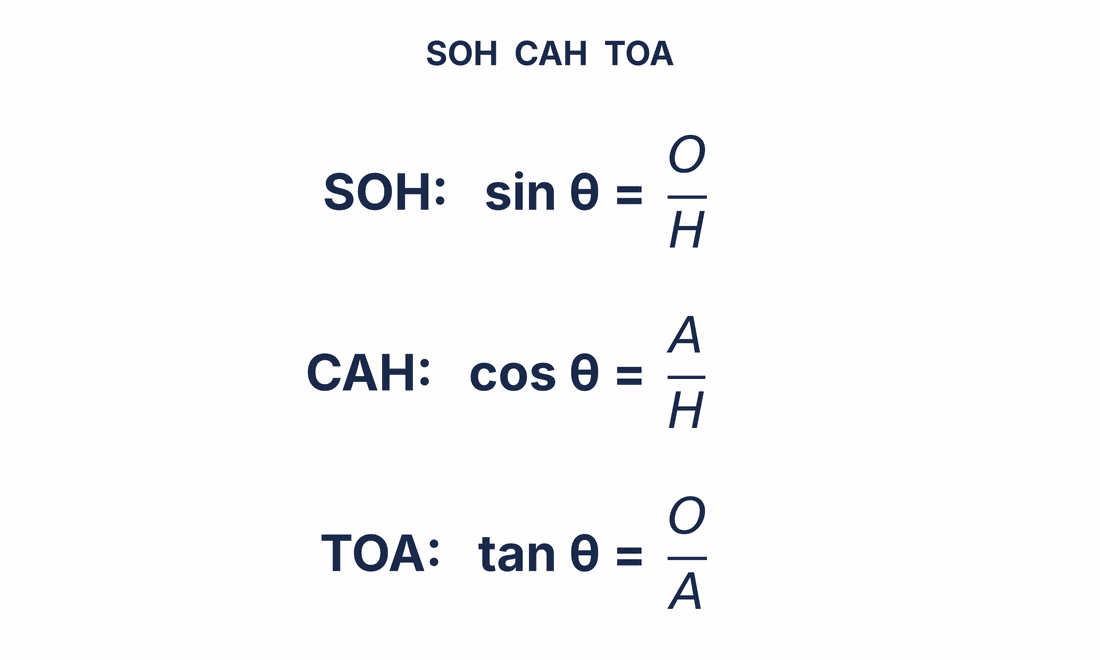 SOH CAH TOA
SOH: sin θ = O/H
CAH: cos θ = A/H
TOA: tan θ = O/A